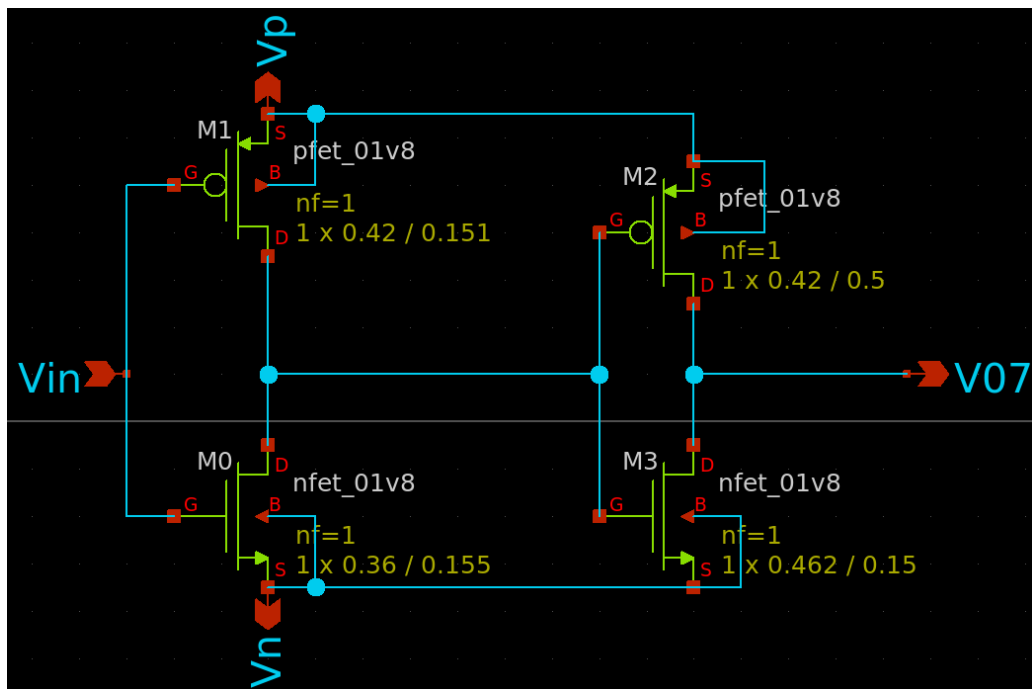 Vp
M1
S
pfet_01v8
G
B
nf=1
1 x 0.42 / 0.151
D
M2
S
pfet_01v8
G
B
nf=1
1 x 0.42 / 0.5
D
Vin
V07
M0
D
nfet_01v8
G
B
nf=1
1 x 0.36 / 0.155
S
Vn
M3
D
nfet_01v8
G
B
nf=1
1 x 0.462 / 0.15
S